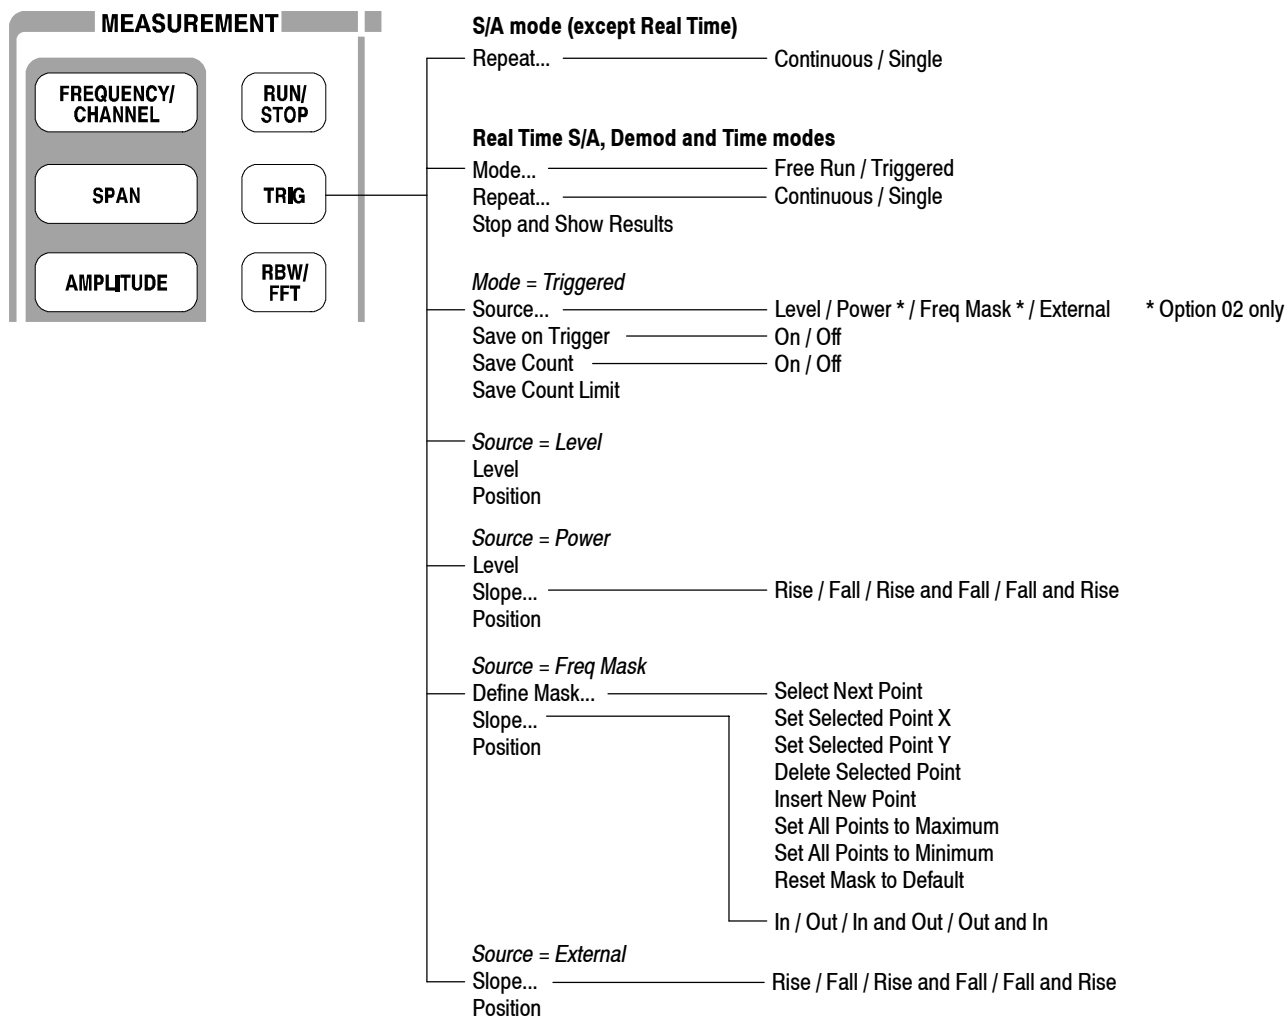 MEASUREMENT
FREQUENCY/
CHANNEL
RUN/
STOP
SPAN
TRIG
AMPLITUDE
RBW/
FFT
S/A mode (except Real Time)
Repeat... Continuous / Single
Real Time S/A, Demod and Time modes
Mode... Free Run / Triggered
Repeat... Continuous / Single
Stop and Show Results
Mode = Triggered
Source... Level / Power * / Freq Mask * / External * Option 02 only
Save on Trigger On / Off
Save Count On / Off
Save Count Limit
Source = Level
Level
Position
Source = Power
Level
Slope... Rise / Fall / Rise and Fall / Fall and Rise
Position
Source = Freq Mask
Define Mask... Select Next Point
Slope... Set Selected Point X
Position Set Selected Point Y
Delete Selected Point
Insert New Point
Set All Points to Maximum
Set All Points to Minimum
Reset Mask to Default
In / Out / In and Out / Out and In
Source = External
Slope... Rise / Fall / Rise and Fall / Fall and Rise
Position